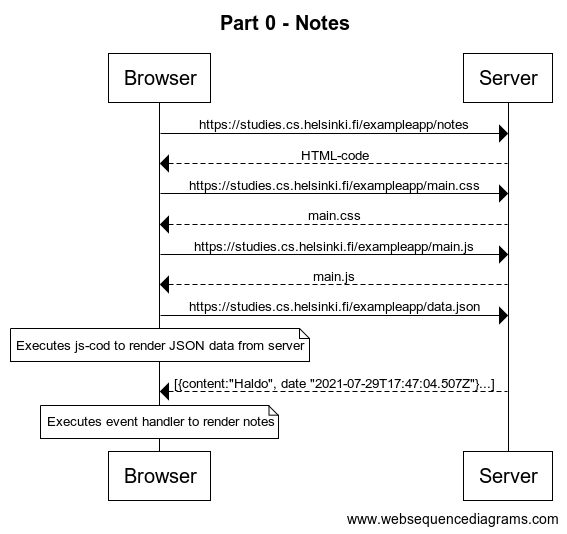 Part 0 - Notes
Browser
Server
https://studies.cs.helsinki.fi/exampleapp/notes
HTML-code
https://studies.cs.helsinki.fi/exampleapp/main.css
main.css
https://studies.cs.helsinki.fi/exampleapp/main.js
main.js
https://studies.cs.helsinki.fi/exampleapp/data.json
Executes js-cod to render JSON data from server
[{content:"Haldo", date "2021-07-29T17:47:04.507Z"}...]
Executes event handler to render notes
Browser
Server
www.websequencediagrams.com